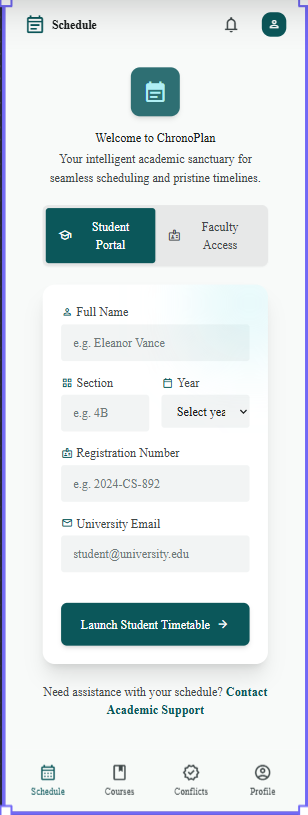 Schedule
Welcome to ChronoPlan
Your intelligent academic sanctuary for
seamless scheduling and pristine timelines.
Student
Portal
Faculty
Access
Full Name
e.g. Eleanor Vance
Section
Year
e.g. 4B
Select yea
Registration Number
e.g. 2024-CS-892
University Email
student@university.edu
Launch Student Timetable →
Need assistance with your schedule? Contact
Academic Support
Schedule
Courses
Conflicts
Profile